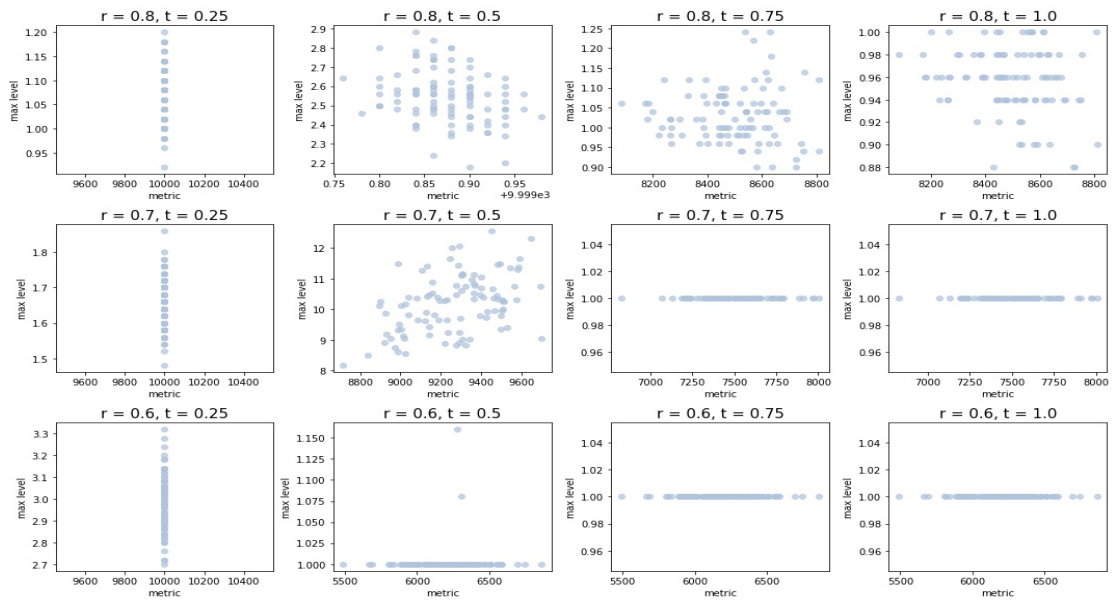 r = 0.8, t = 0.25
max level
1.20
1.15
1.10
1.05
1.00
0.95
9600 9800 10000 10200 10400
metric
r = 0.8, t = 0.5
max level
2.9
2.8
2.7
2.6
2.5
2.4
2.3
2.2
0.75 0.80 0.85 0.90 0.95
metric
+9.999e3
r = 0.8, t = 0.75
max level
1.25
1.20
1.15
1.10
1.05
1.00
0.95
0.90
8200 8400 8600 8800
metric
r = 0.8, t = 1.0
max level
1.00
0.98
0.96
0.94
0.92
0.90
0.88
8200 8400 8600 8800
metric
r = 0.7, t = 0.25
max level
1.8
1.7
1.6
1.5
9600 9800 10000 10200 10400
metric
r = 0.7, t = 0.5
max level
12
11
10
9
8
8800 9000 9200 9400 9600
metric
r = 0.7, t = 0.75
max level
1.04
1.02
1.00
0.98
0.96
7000 7250 7500 7750 8000
metric
r = 0.7, t = 1.0
max level
1.04
1.02
1.00
0.98
0.96
7000 7250 7500 7750 8000
metric
r = 0.6, t = 0.25
max level
3.3
3.2
3.1
3.0
2.9
2.8
2.7
9600 9800 10000 10200 10400
metric
r = 0.6, t = 0.5
max level
1.150
1.125
1.100
1.075
1.050
1.025
1.000
5500 6000 6500
metric
r = 0.6, t = 0.75
max level
1.04
1.02
1.00
0.98
0.96
5500 6000 6500
metric
r = 0.6, t = 1.0
max level
1.04
1.02
1.00
0.98
0.96
5500 6000 6500
metric